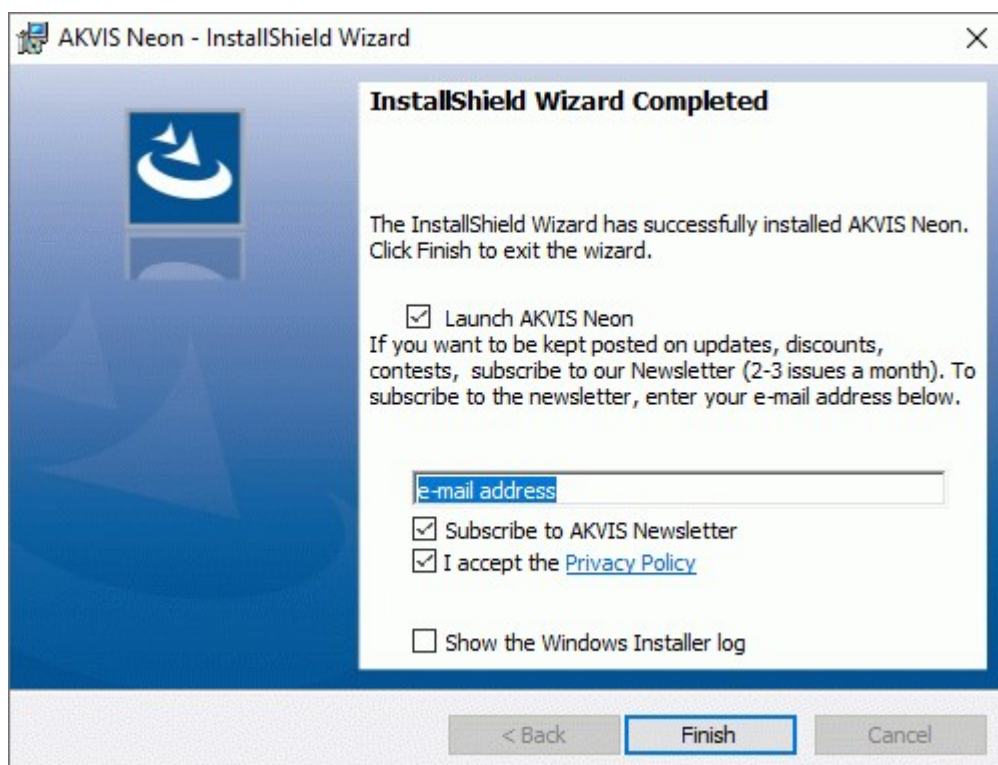 AKVIS Neon - InstallShield Wizard
InstallShield Wizard Completed
The InstallShield Wizard has successfully installed AKVIS Neon.
Click Finish to exit the wizard.
Launch AKVIS Neon
If you want to be kept posted on updates, discounts,
contests,  subscribe to our Newsletter (2-3 issues a month). To
subscribe to the newsletter, enter your e-mail address below.
e-mail address
Subscribe to AKVIS Newsletter
I accept the Privacy Policy
Show the Windows Installer log
< Back Finish Cancel